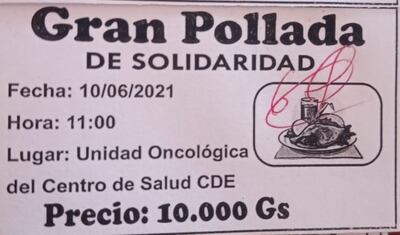 Gran Pollada
DE SOLIDARIDAD
Fecha: 10/06/2021
Hora: 11:00
Lugar: Unidad Oncológica
del Centro de Salud CDE
Precio: 10.000 Gs